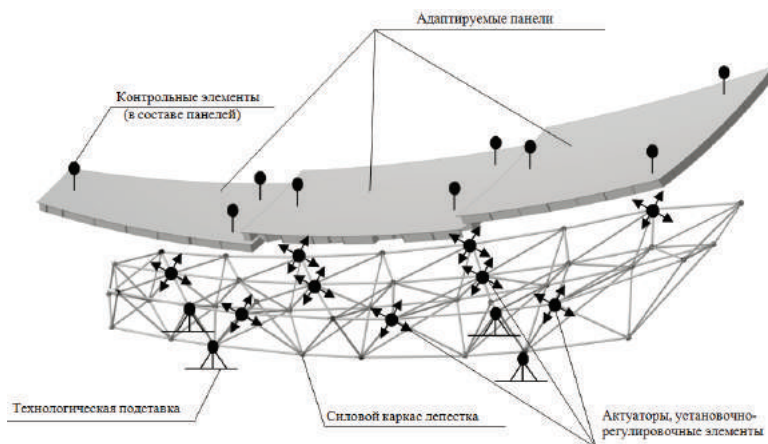 Адаптируемые панели
Контрольные элементы
(в составе панелей)
Технологическая подставка
Силовой каркас лепестка
Актуаторы, установочно-
регулировочные элементы